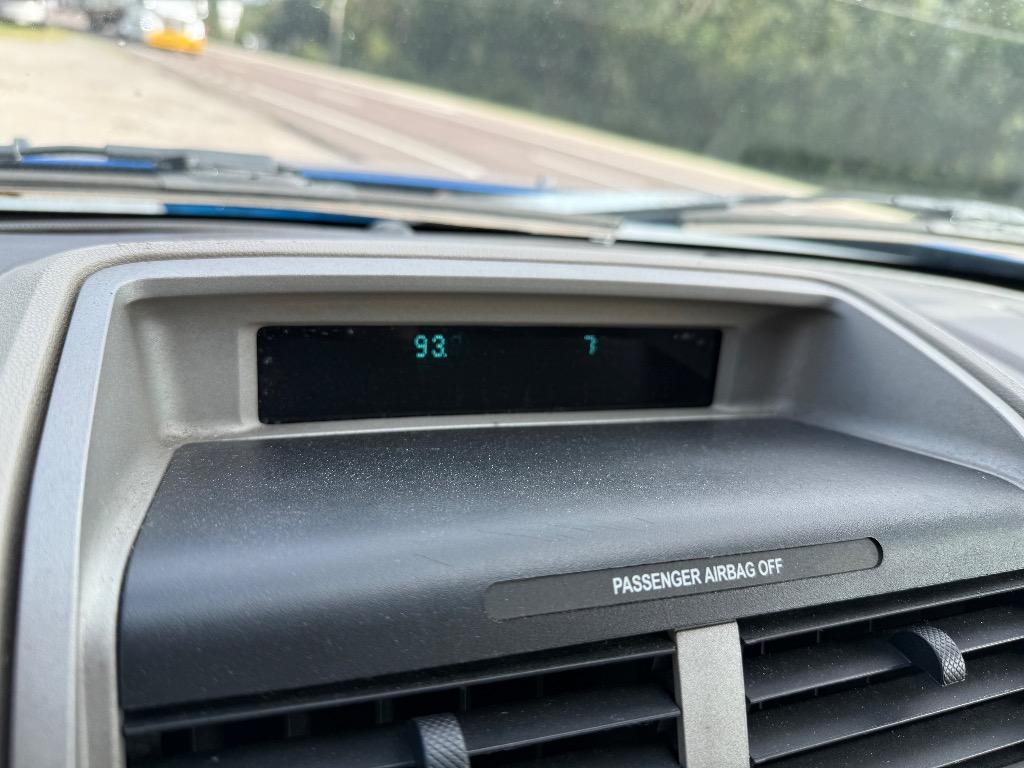 93. 7
PASSENGER AIRBAG OFF